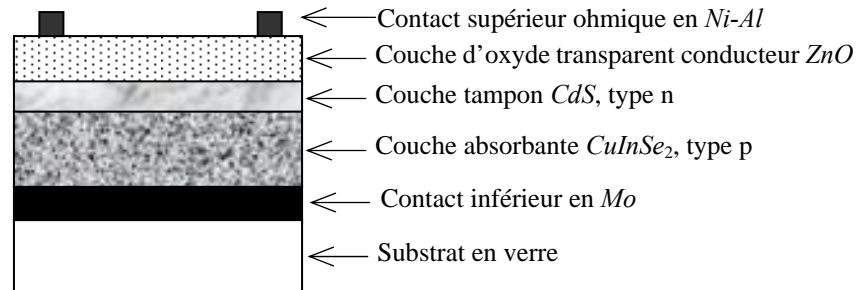 Contact supérieur ohmique en Ni-Al
Couche d'oxyde transparent conducteur ZnO
Couche tampon CdS, type n
Couche absorbante CuInSe₂, type p
Contact inférieur en Mo
Substrat en verre